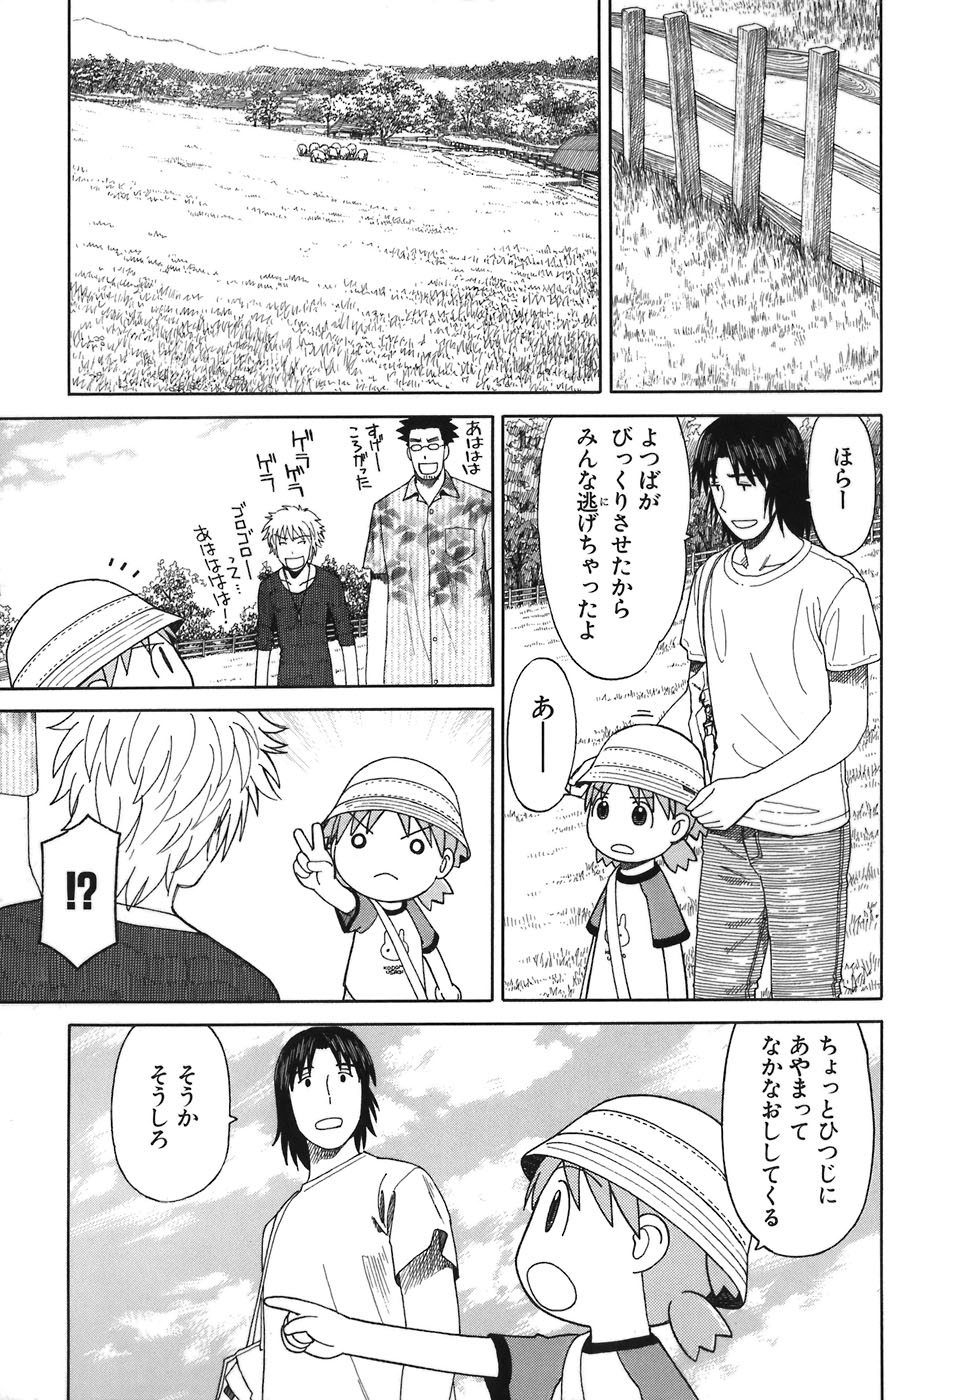 ほらー
よつばが
びっくりさせたから
みんな逃げちゃったよ
に
あー
あははは
すげー
ころがった
ゲラ
ゲラ
ゲラ
ゴロゴロー
って…
あはははは！
!?
KODOMO
USAGI
ちょっとひつじに
あやまって
なかなおししてくる
そうか
そうしろ